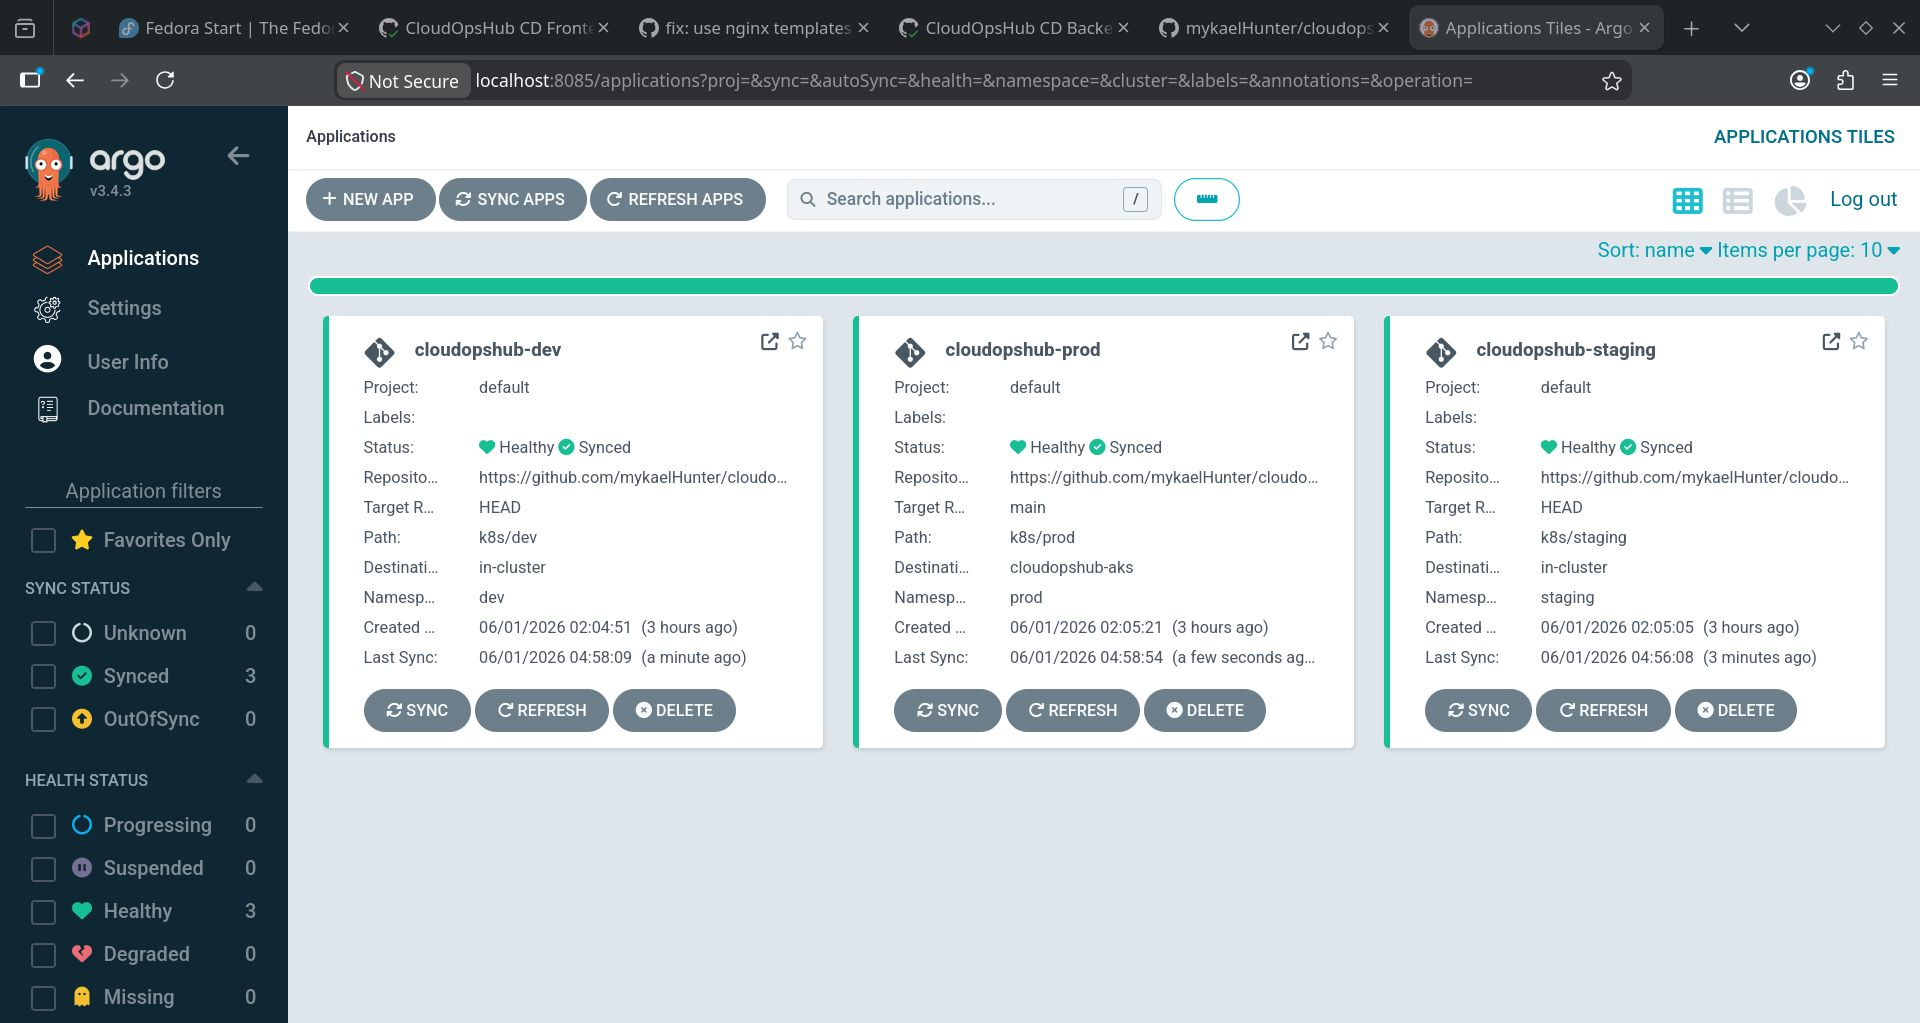 Fedora Start | The Fedo
CloudOpsHub CD Fronte
fix: use nginx templates
CloudOpsHub CD Backe
mykaelHunter/cloudops
Applications Tiles - Argo
Not Secure
localhost:8085/applications?proj=&sync=&autoSync=&health=&namespace=&cluster=&labels=&annotations=&operation=
argo
v3.4.3
Applications
Settings
User Info
Documentation
Application filters
Favorites Only
SYNC STATUS
Unknown 0
Synced 3
OutOfSync 0
HEALTH STATUS
Progressing 0
Suspended 0
Healthy 3
Degraded 0
Missing 0
Applications
APPLICATIONS TILES
+ NEW APP
SYNC APPS
REFRESH APPS
Search applications...
/
Log out
Sort: name
Items per page: 10
cloudopshub-dev
Project: default
Labels:
Status: Healthy Synced
Reposito... https://github.com/mykaelHunter/cloudo...
Target R... HEAD
Path: k8s/dev
Destinati... in-cluster
Namesp... dev
Created ... 06/01/2026 02:04:51 (3 hours ago)
Last Sync: 06/01/2026 04:58:09 (a minute ago)
SYNC
REFRESH
DELETE
cloudopshub-prod
Project: default
Labels:
Status: Healthy Synced
Reposito... https://github.com/mykaelHunter/cloudo...
Target R... main
Path: k8s/prod
Destinati... cloudopshub-aks
Namesp... prod
Created ... 06/01/2026 02:05:21 (3 hours ago)
Last Sync: 06/01/2026 04:58:54 (a few seconds ag...
SYNC
REFRESH
DELETE
cloudopshub-staging
Project: default
Labels:
Status: Healthy Synced
Reposito... https://github.com/mykaelHunter/cloudo...
Target R... HEAD
Path: k8s/staging
Destinati... in-cluster
Namesp... staging
Created ... 06/01/2026 02:05:05 (3 hours ago)
Last Sync: 06/01/2026 04:56:08 (3 minutes ago)
SYNC
REFRESH
DELETE